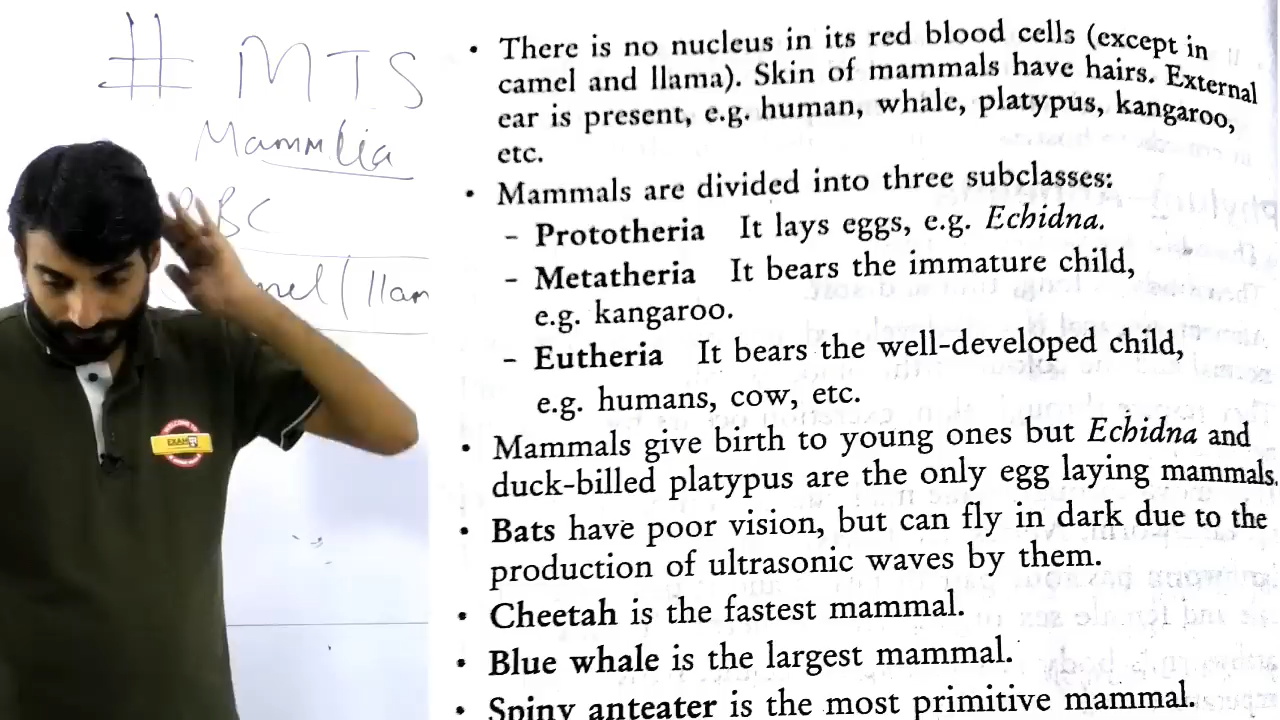 # MTS
Mammlia
RBC
mel / llam
EXAM
• There is no nucleus in its red blood cells (except in
camel and llama). Skin of mammals have hairs. External
ear is present, e.g. human, whale, platypus, kangaroo,
etc.
• Mammals are divided into three subclasses:
– Prototheria It lays eggs, e.g. Echidna.
– Metatheria It bears the immature child,
e.g. kangaroo.
– Eutheria It bears the well-developed child,
e.g. humans, cow, etc.
• Mammals give birth to young ones but Echidna and
duck-billed platypus are the only egg laying mammals.
• Bats have poor vision, but can fly in dark due to the
production of ultrasonic waves by them.
• Cheetah is the fastest mammal.
• Blue whale is the largest mammal.
• Spiny anteater is the most primitive mammal.